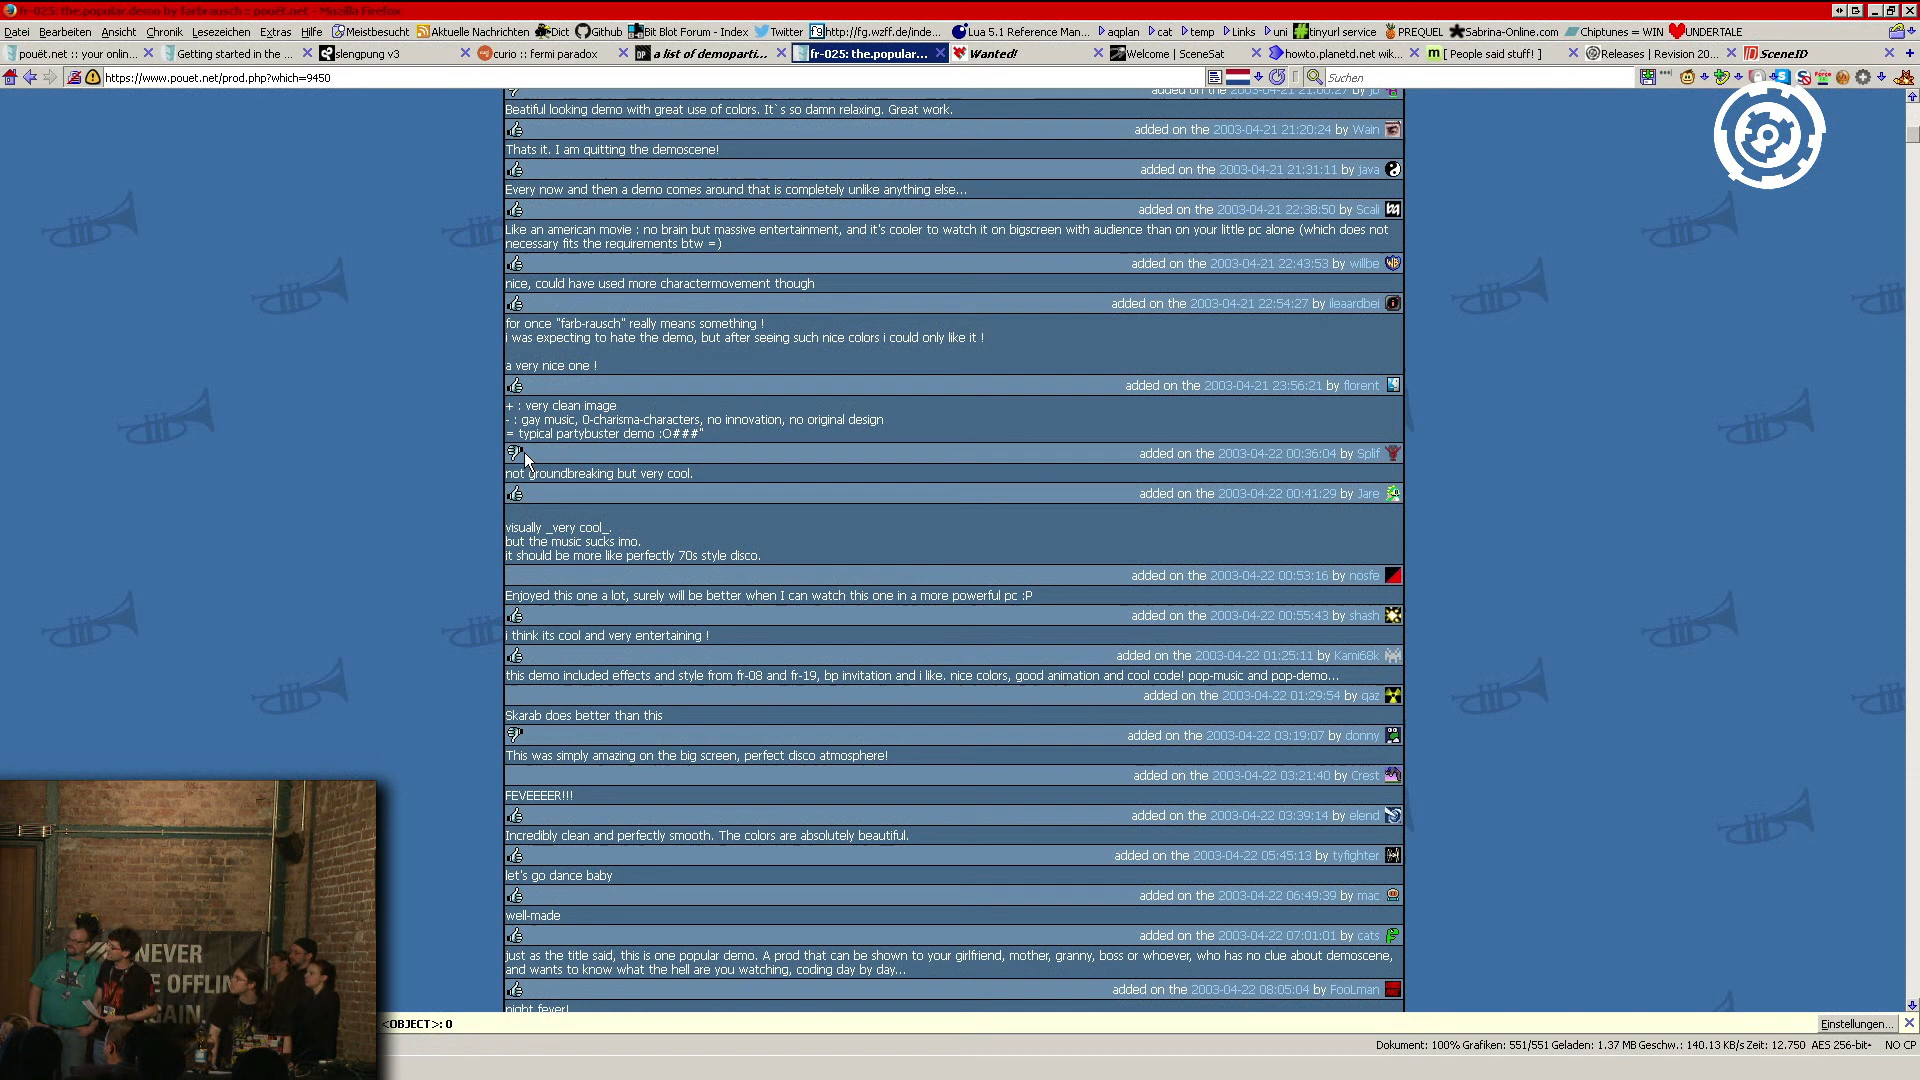 fr-025: the.popular.demo by farbrausch :: pouët.net - Mozilla Firefox
Datei Bearbeiten Ansicht Chronik Lesezeichen Extras Hilfe Meistbesucht Aktuelle Nachrichten Dict Github Bit Blot Forum - Index Twitter http://fg.wzff.de/inde... Lua 5.1 Reference Man... aqplan cat temp Links uni tinyurl service PREQUEL Sabrina-Online.com Chiptunes = WIN UNDERTALE
pouët.net :: your onlin... Getting started in the ... slengpung v3 curio :: fermi paradox a list of demoparti... fr-025: the.popular... Wanted! Welcome | SceneSat howto.planetd.net wik... [ People said stuff! ] Releases | Revision 20... SceneID
https://www.pouet.net/prod.php?which=9450 Suchen
added on the 2003-04-21 21:00:27 by jb
Beatiful looking demo with great use of colors. It`s so damn relaxing. Great work.
added on the 2003-04-21 21:20:24 by Wain
Thats it. I am quitting the demoscene!
added on the 2003-04-21 21:31:11 by java
Every now and then a demo comes around that is completely unlike anything else...
added on the 2003-04-21 22:38:50 by Scali
Like an american movie : no brain but massive entertainment, and it's cooler to watch it on bigscreen with audience than on your little pc alone (which does not
necessary fits the requirements btw =)
added on the 2003-04-21 22:43:53 by willbe
nice, could have used more charactermovement though
added on the 2003-04-21 22:54:27 by ileaardbei
for once "farb-rausch" really means something !
i was expecting to hate the demo, but after seeing such nice colors i could only like it !
a very nice one !
added on the 2003-04-21 23:56:21 by florent
+ : very clean image
- : gay music, 0-charisma-characters, no innovation, no original design
= typical partybuster demo :O###"
added on the 2003-04-22 00:36:04 by Splif
not groundbreaking but very cool.
added on the 2003-04-22 00:41:29 by Jare
visually _very cool_.
but the music sucks imo.
it should be more like perfectly 70s style disco.
added on the 2003-04-22 00:53:16 by nosfe
Enjoyed this one a lot, surely will be better when I can watch this one in a more powerful pc :P
added on the 2003-04-22 00:55:43 by shash
i think its cool and very entertaining !
added on the 2003-04-22 01:25:11 by Kami68k
this demo included effects and style from fr-08 and fr-19, bp invitation and i like. nice colors, good animation and cool code! pop-music and pop-demo...
added on the 2003-04-22 01:29:54 by qaz
Skarab does better than this
added on the 2003-04-22 03:19:07 by donny
This was simply amazing on the big screen, perfect disco atmosphere!
added on the 2003-04-22 03:21:40 by Crest
FEVEEEER!!!
added on the 2003-04-22 03:39:14 by elend
Incredibly clean and perfectly smooth. The colors are absolutely beautiful.
added on the 2003-04-22 05:45:13 by tyfighter
let's go dance baby
added on the 2003-04-22 06:49:39 by mac
well-made
added on the 2003-04-22 07:01:01 by cats
just as the title said, this is one popular demo. A prod that can be shown to your girlfriend, mother, granny, boss or whoever, who has no clue about demoscene,
and wants to know what the hell are you watching, coding day by day...
added on the 2003-04-22 08:05:04 by FooLman
night fever!
NEVER
E OFFLIN
AGAIN.
<OBJECT>: 0 Einstellungen...
Dokument: 100% Grafiken: 551/551 Geladen: 1.37 MB Geschw.: 140.13 KB/s Zeit: 12.750 AES 256-bit NO CP